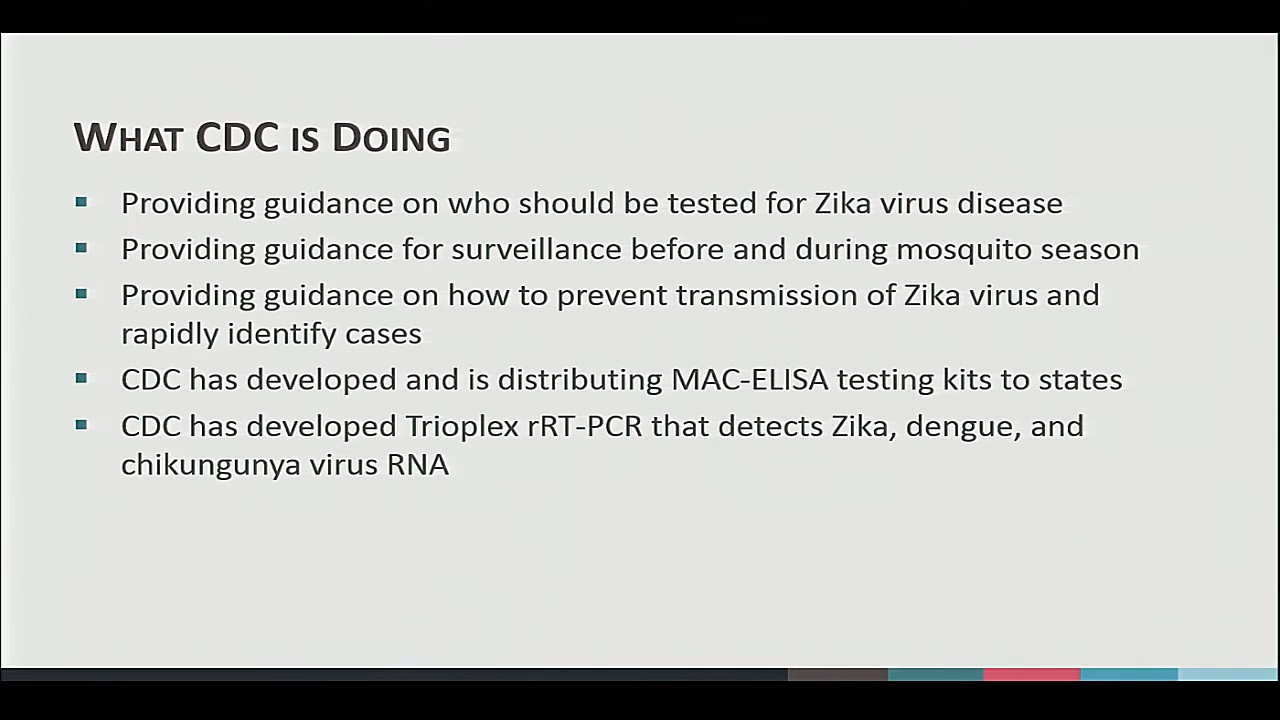 WHAT CDC IS DOING
Providing guidance on who should be tested for Zika virus disease
Providing guidance for surveillance before and during mosquito season
Providing guidance on how to prevent transmission of Zika virus and
rapidly identify cases
CDC has developed and is distributing MAC-ELISA testing kits to states
CDC has developed Trioplex rRT-PCR that detects Zika, dengue, and
chikungunya virus RNA